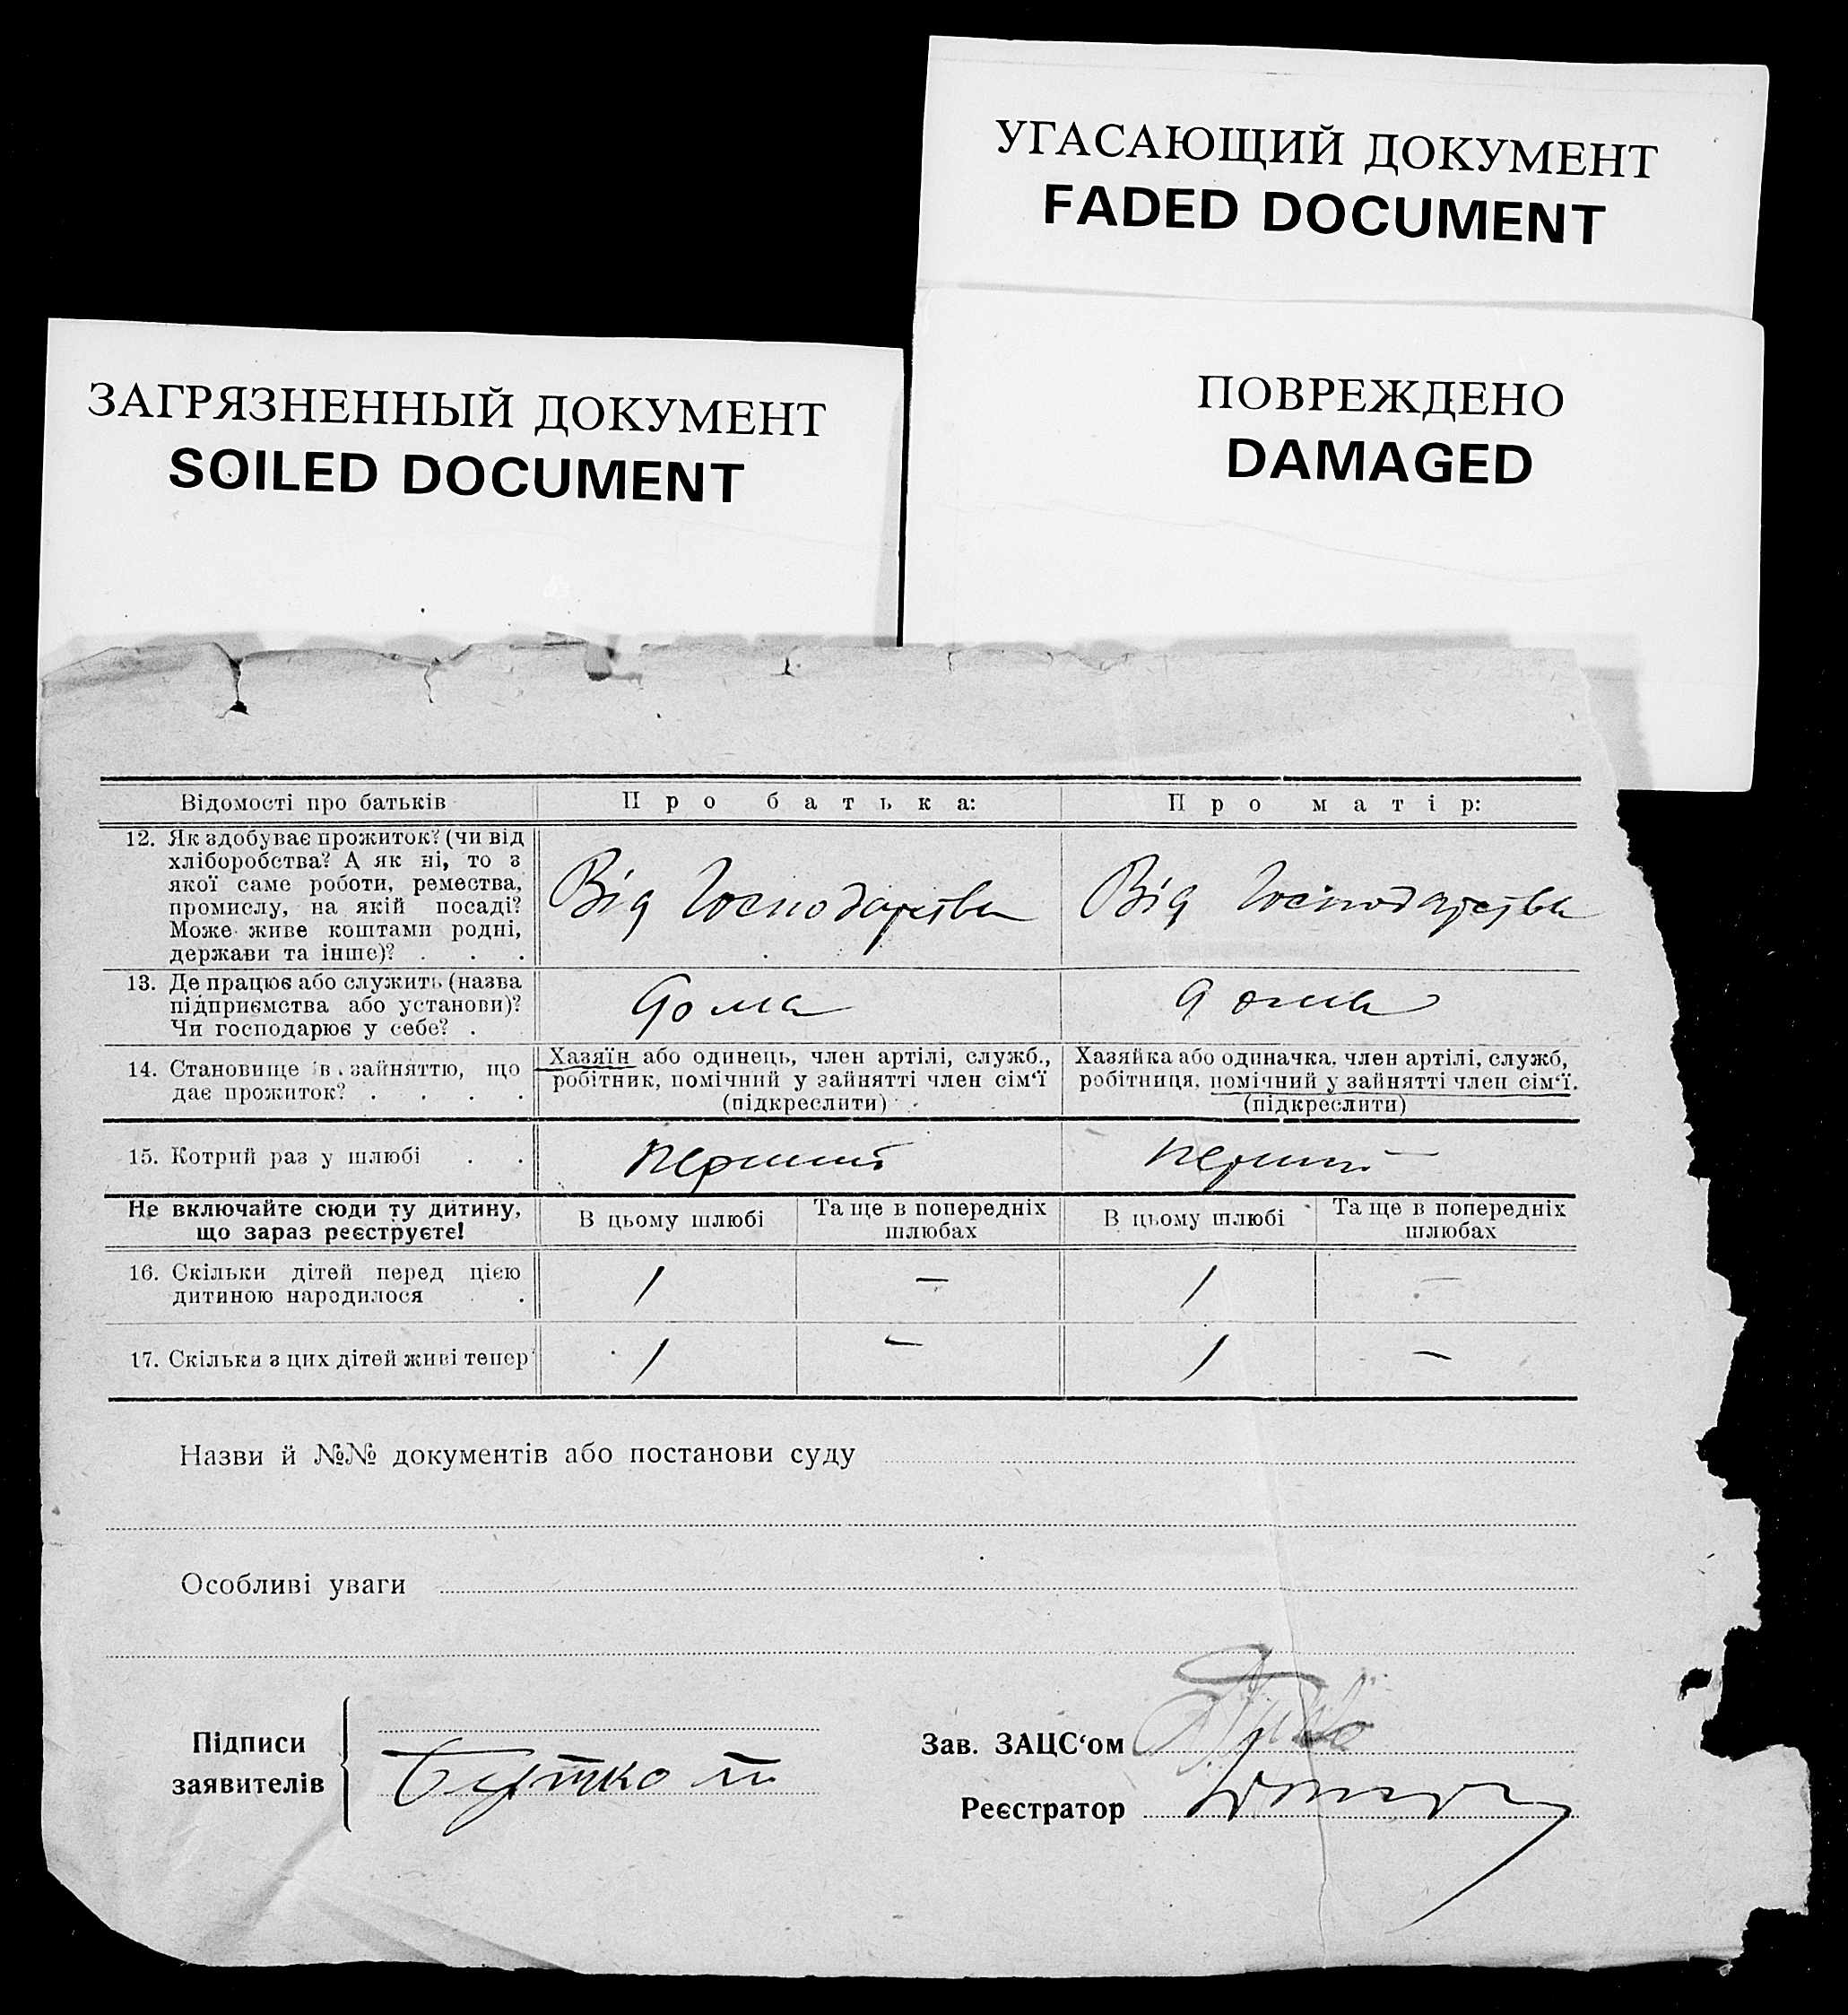 УГАСАЮЩИЙ ДОКУМЕНТ
FADED DOCUMENT
ЗАГРЯЗНЕННЫЙ ДОКУМЕНТ
SOILED DOCUMENT
ПОВРЕЖДЕНО
DAMAGED
Відомості про батьків
Про батька:
Про матір:
12. Як здобуває прожиток? (чи від
хліборобства? А як ні, то з
якої саме роботи, ремества,
промислу, на якій посаді?
Може живе коштами родні,
держави та інше)? . . .
Від Господарства
Від Господарства
13. Де працює або служить (назва
підприємства або установи)?
Чи господарює у себе? .
дома
дома
14. Становище в зайняттю, що
дає прожиток? . . . .
Хазяїн або одинець, член артілі, служб.,
робітник, помічний у зайнятті член сім‘ї
(підкреслити)
Хазяйка або одиначка, член артілі, служб,
робітниця, помічний у зайнятті член сім‘ї.
(підкреслити)
15. Котрий раз у шлюбі . .
перший
перший
Не включайте сюди ту дитину,
що зараз реєструєте!
В цьому шлюбі
Та ще в попередніх
шлюбах
В цьому шлюбі
Та ще в попередніх
шлюбах
16. Скільки дітей перед цією
дитиною народилося .
1 — 1 —
17. Скільки з цих дітей живі тепер
1 — 1 —
Назви й №№ документів або постанови суду
Особливі уваги
Підписи
заявителів
Бутко
Зав. ЗАЦС‘ом
Реєстратор